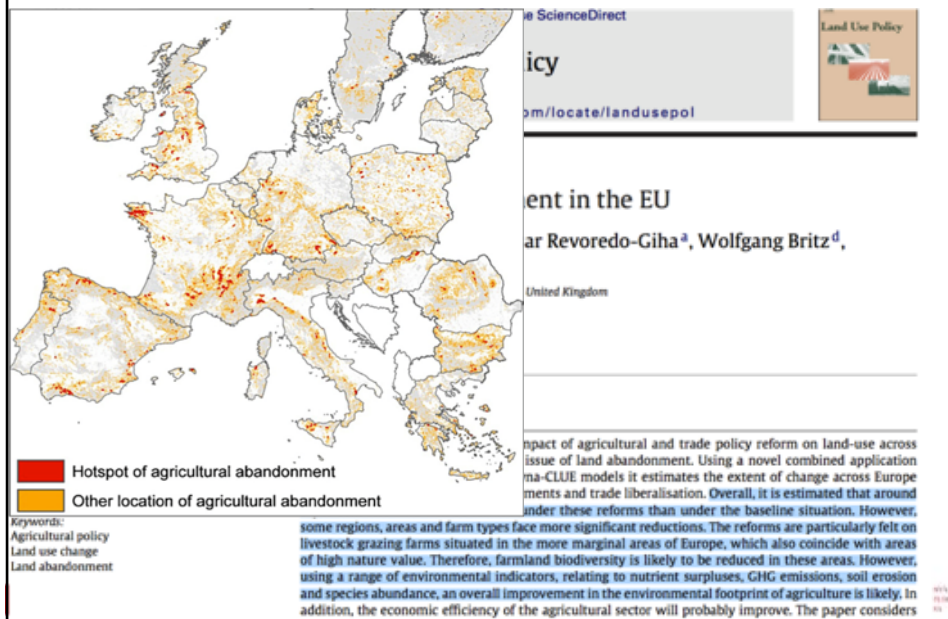 se ScienceDirect
Land Use Policy
icy
om/locate/landusepol
ent in the EU
ar Revoredo-Giha a, Wolfgang Britz d,
United Kingdom
Hotspot of agricultural abandonment
Other location of agricultural abandonment
Keywords:
Agricultural policy
Land use change
Land abandonment
npact of agricultural and trade policy reform on land-use across
issue of land abandonment. Using a novel combined application
na-CLUE models it estimates the extent of change across Europe
ments and trade liberalisation. Overall, it is estimated that around
under these reforms than under the baseline situation. However,
some regions, areas and farm types face more significant reductions. The reforms are particularly felt on
livestock grazing farms situated in the more marginal areas of Europe, which also coincide with areas
of high nature value. Therefore, farmland biodiversity is likely to be reduced in these areas. However,
using a range of environmental indicators, relating to nutrient surpluses, GHG emissions, soil erosion
and species abundance, an overall improvement in the environmental footprint of agriculture is likely. In
addition, the economic efficiency of the agricultural sector will probably improve. The paper considers